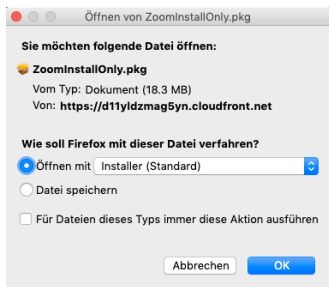 Öffnen von ZoomInstallOnly.pkg
Sie möchten folgende Datei öffnen:
ZoomInstallOnly.pkg
Vom Typ: Dokument (18.3 MB)
Von: https://d11yldzmag5yn.cloudfront.net
Wie soll Firefox mit dieser Datei verfahren?
Öffnen mit Installer (Standard)
Datei speichern
Für Dateien dieses Typs immer diese Aktion ausführen
Abbrechen OK